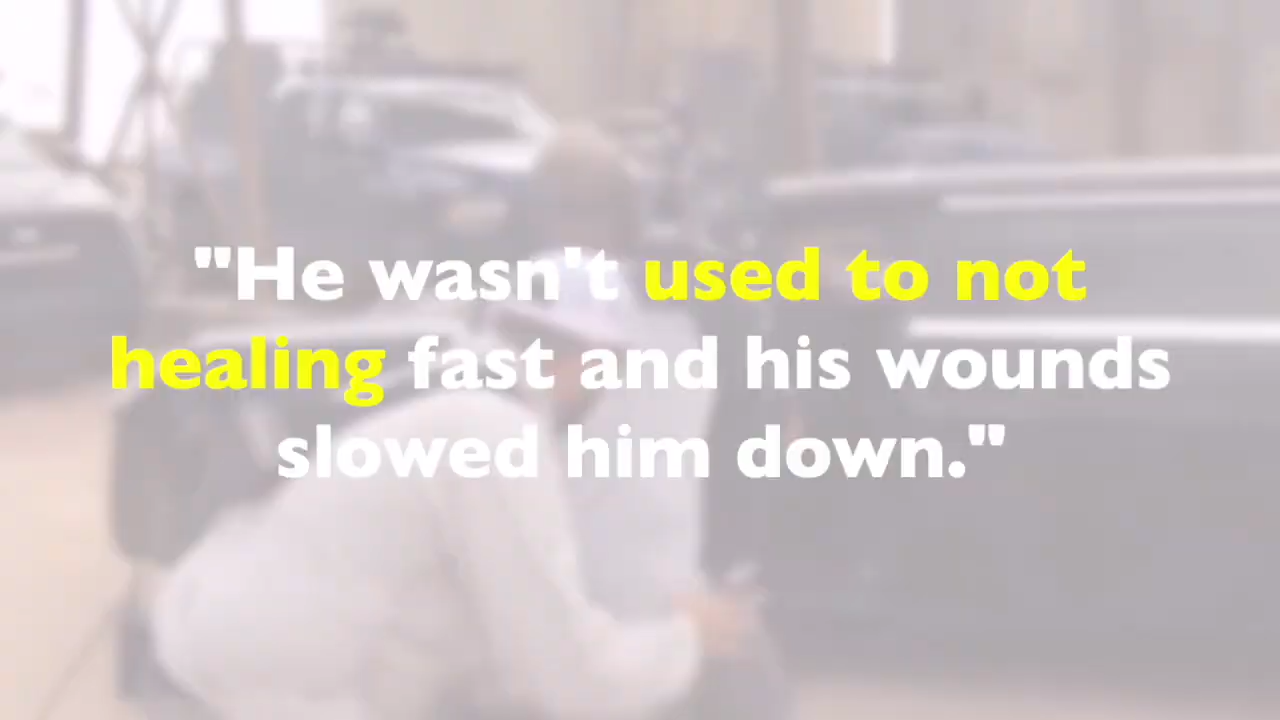 "He wasn't used to not
healing fast and his wounds
slowed him down."